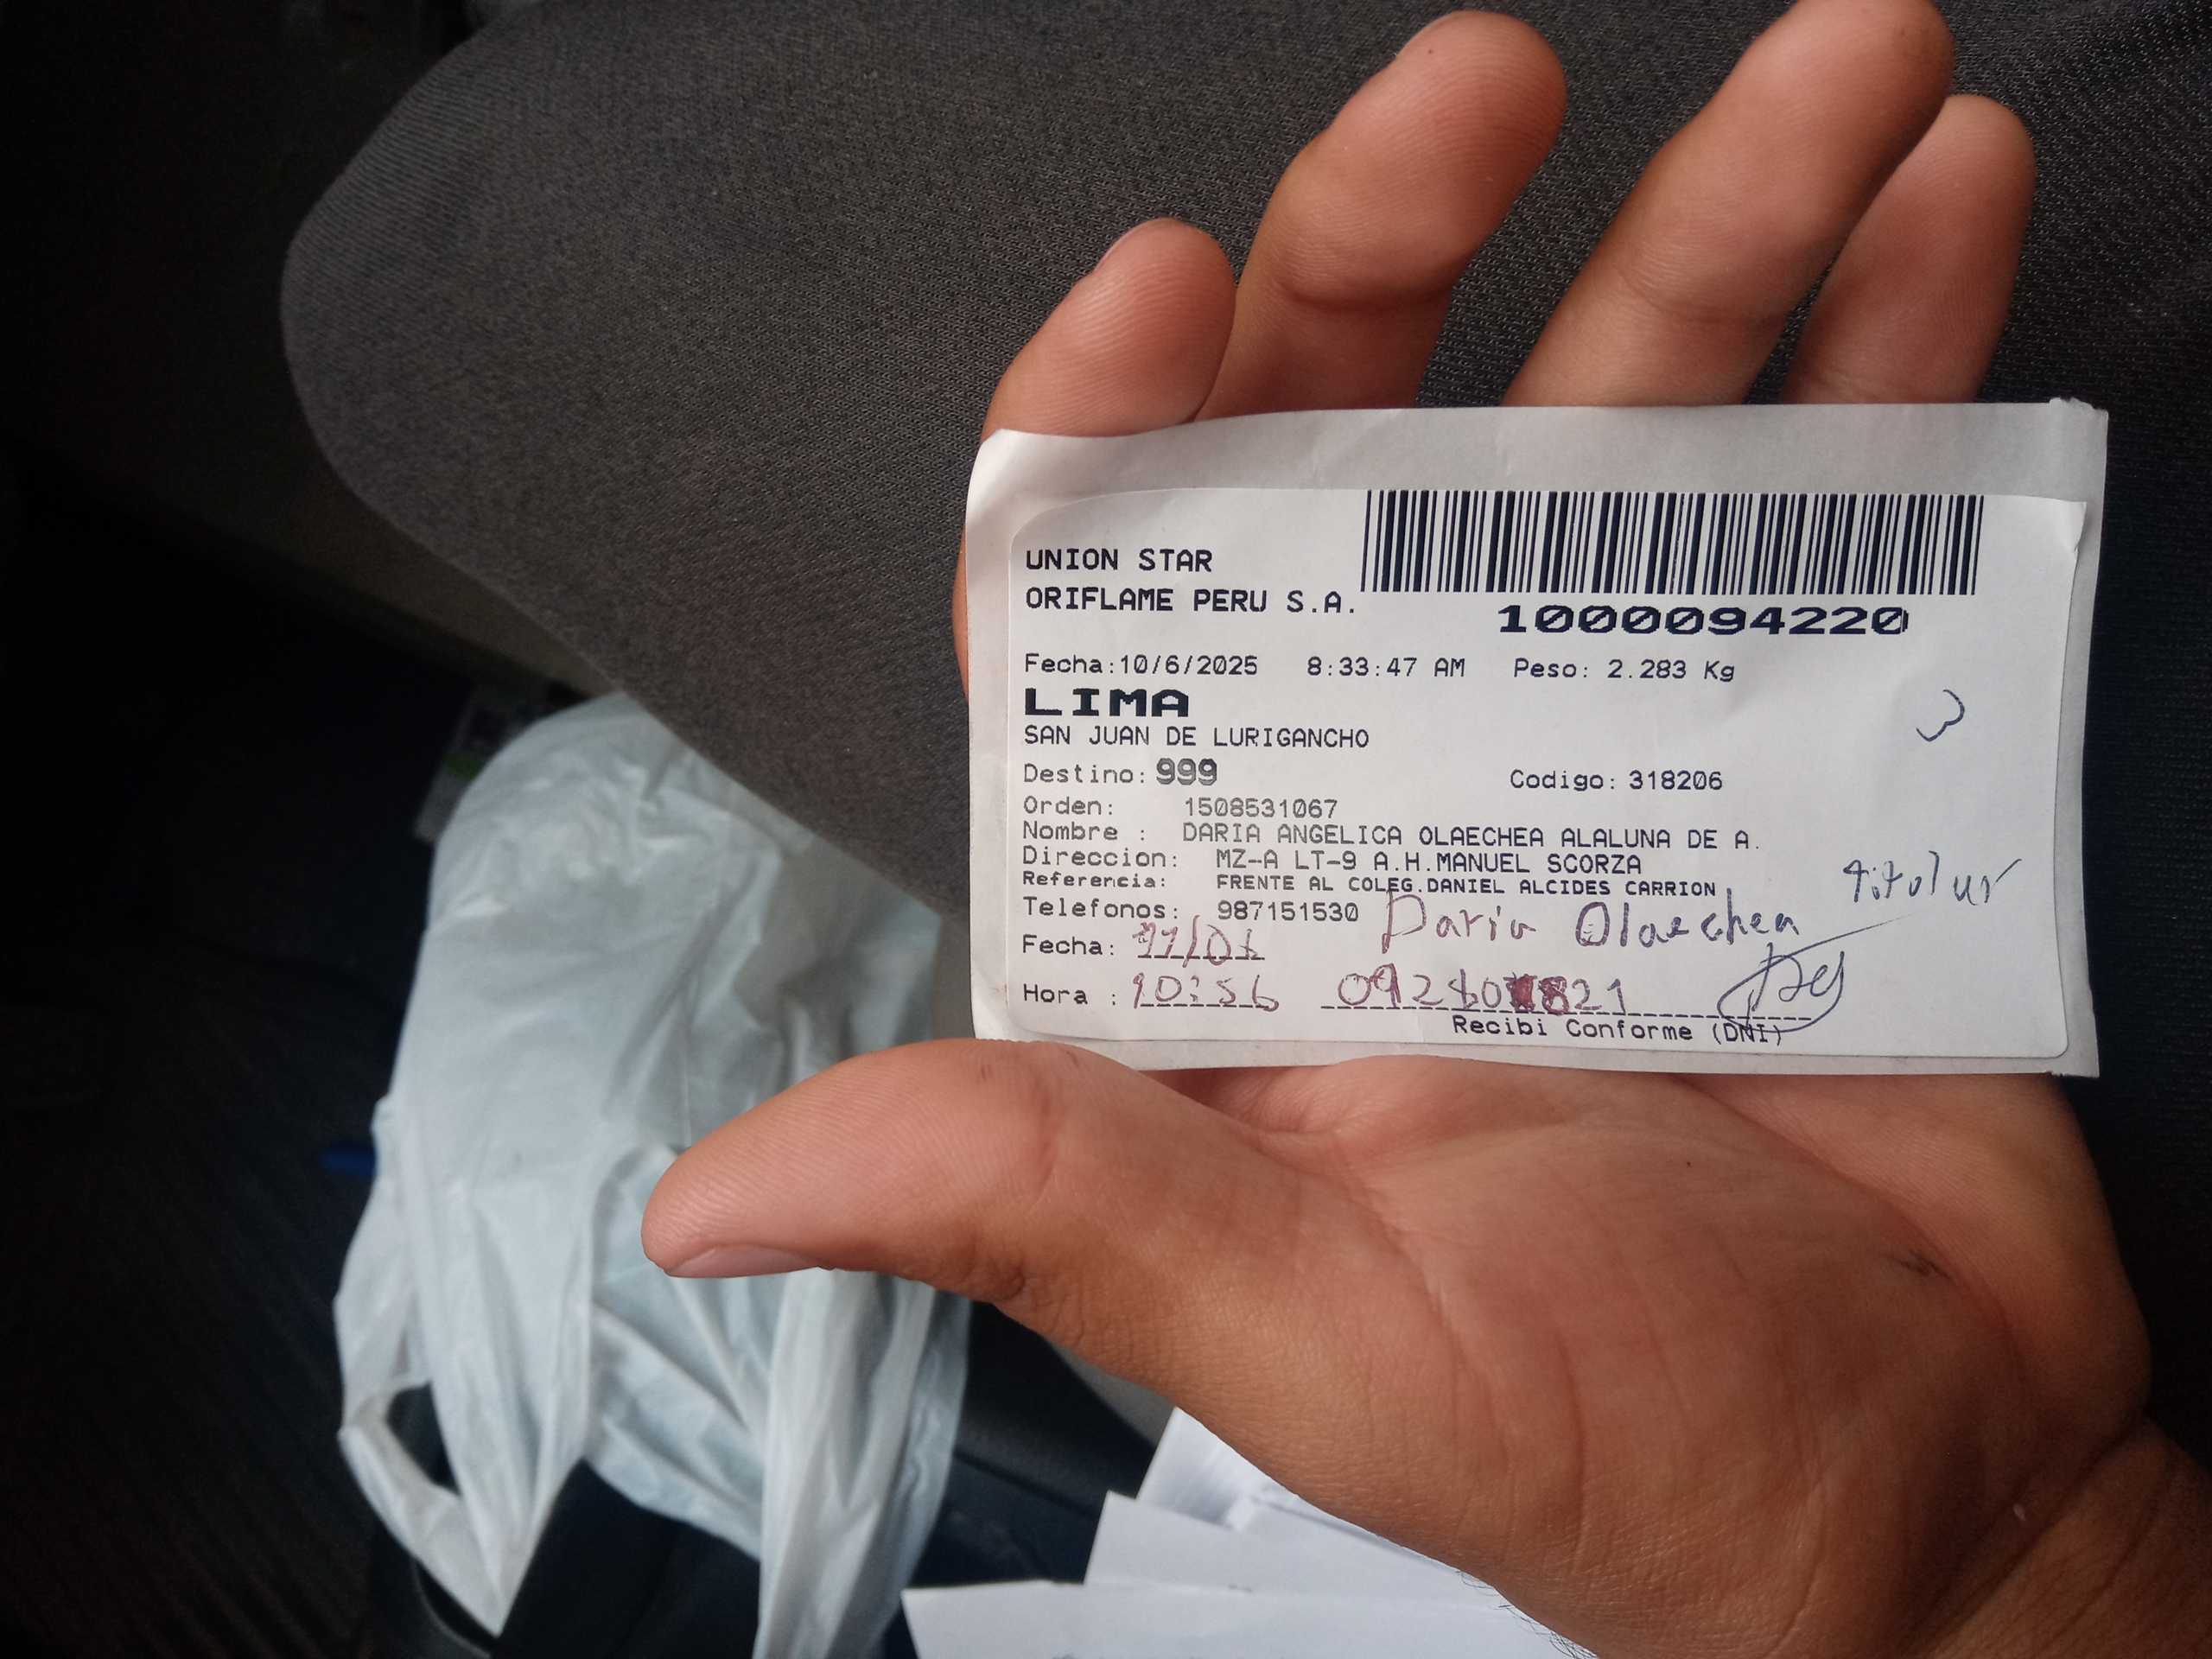 UNION STAR
ORIFLAME PERU S.A.
1000094220
Fecha:10/6/2025 8:33:47 AM Peso: 2.283 Kg
LIMA
SAN JUAN DE LURIGANCHO
Destino: 999 Codigo: 318206
Orden: 1508531067
Nombre : DARIA ANGELICA OLAECHEA ALALUNA DE A.
Direccion: MZ-A LT-9 A.H.MANUEL SCORZA
Referencia: FRENTE AL COLEG.DANIEL ALCIDES CARRION
titolur
Telefonos: 987151530 Daria Olaechea
Fecha:
Hora : 10:56
Recibi Conforme (DNI)